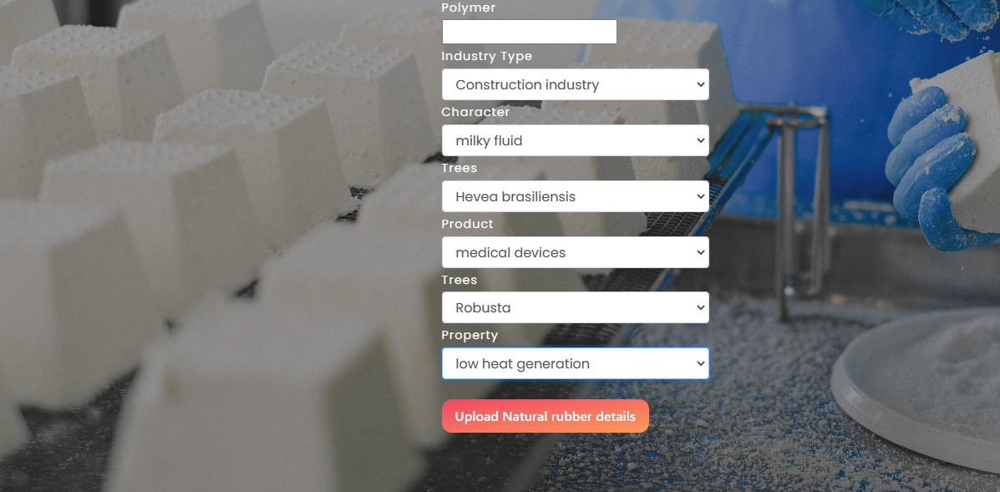 Polymer
Industry Type
Construction industry
Character
milky fluid
Trees
Hevea brasiliensis
Product
medical devices
Trees
Robusta
Property
low heat generation
Upload Natural rubber details